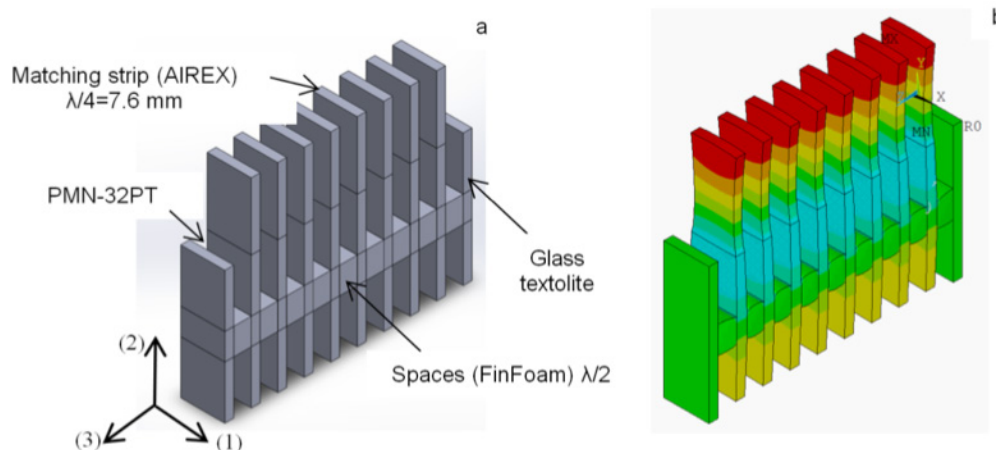 a
Matching strip (AIREX)
λ/4=7.6 mm
PMN-32PT
Glass
textolite
Spaces (FinFoam) λ/2
(2)
(3)
(1)
b
MX
Y
X
MN
R0